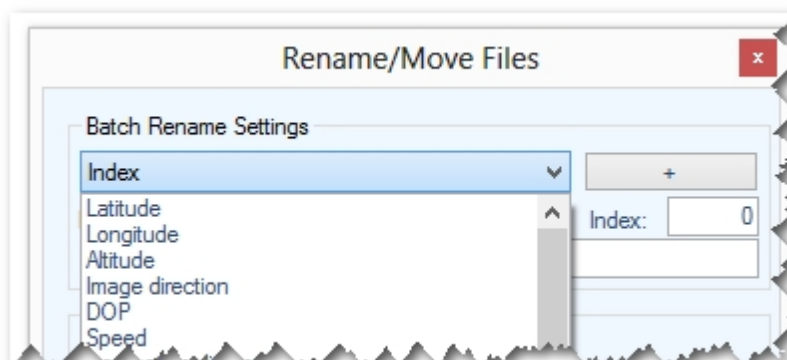 Rename/Move Files
x
Batch Rename Settings
Index
+
Latitude
Longitude
Index: 0
Altitude
Image direction
DOP
Speed